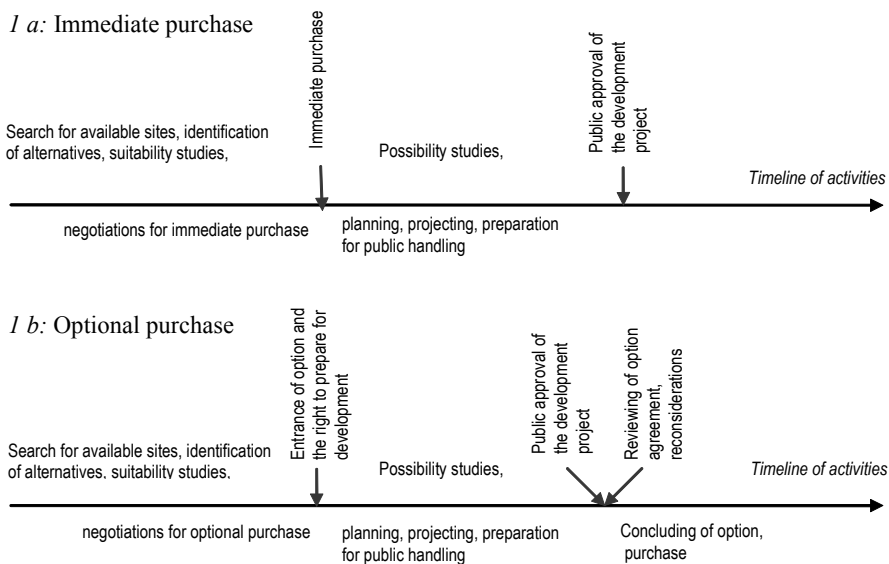 1 a: Immediate purchase
Immediate purchase
Public approval of
the development
project
Search for available sites, identification
of alternatives, suitability studies,
Possibility studies,
Timeline of activities
negotiations for immediate purchase
planning, projecting, preparation
for public handling
1 b: Optional purchase
Entrance of option and
the right to prepare for
development
Public approval of
the development
project
Reviewing of option
agreement,
reconsiderations
Search for available sites, identification
of alternatives, suitability studies,
Possibility studies,
Timeline of activities
negotiations for optional purchase
planning, projecting, preparation
for public handling
Concluding of option,
purchase